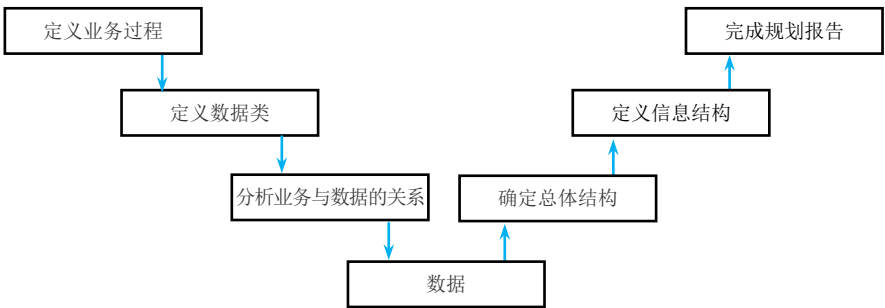 定义业务过程
完成规划报告
定义数据类
定义信息结构
分析业务与数据的关系
确定总体结构
数据